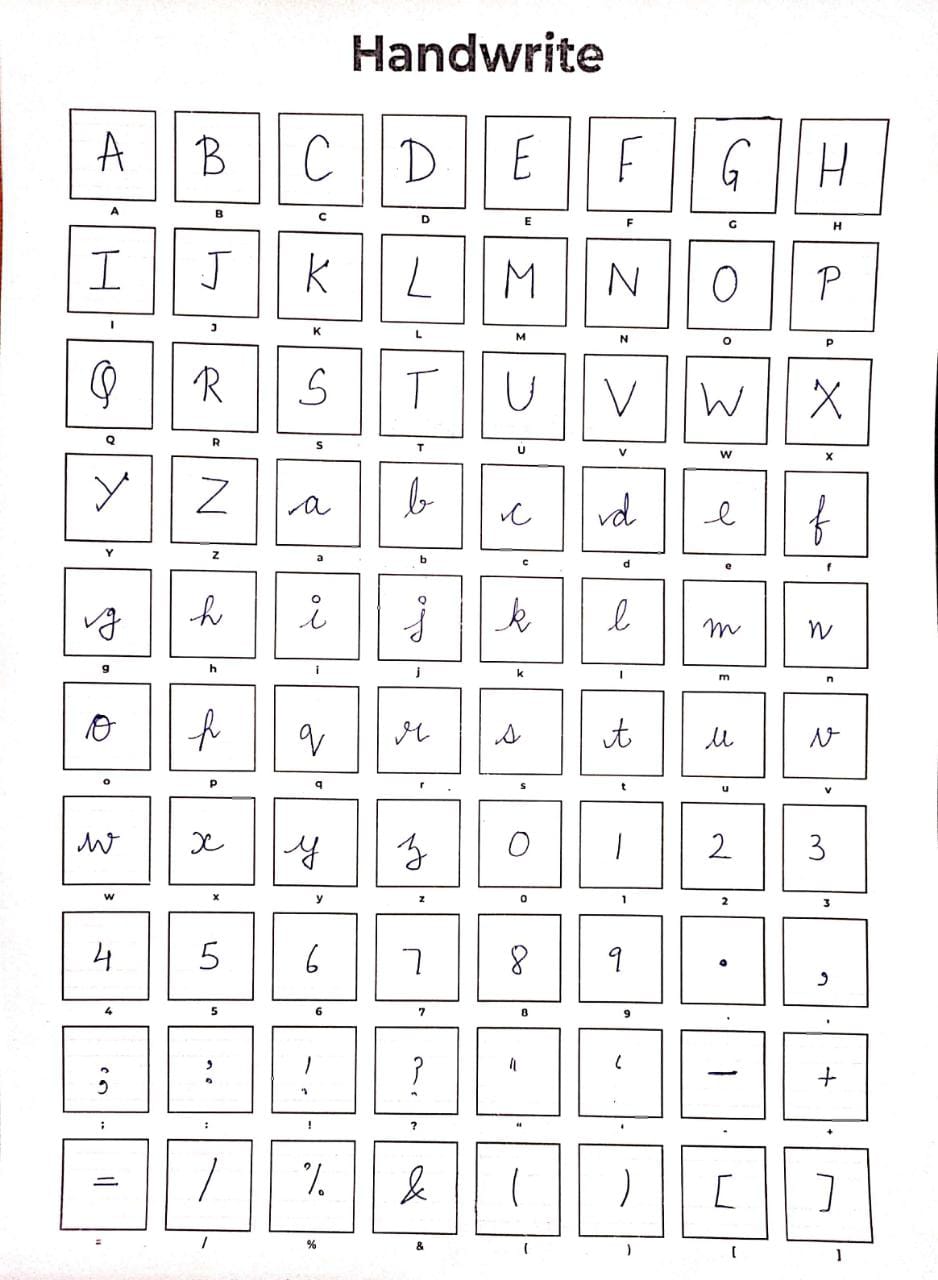 Handwrite
A B C D E F G H
A B C D E F G H
I J K L M N O P
I J K L M N O P
Q R S T U V W X
Q R S T U V W X
Y Z a b c d e f
Y Z a b c d e f
g h i j k l m n
g h i j k l m n
o p q r s t u v
o p q r s t u v
w x y z 0 1 2 3
w x y z 0 1 2 3
4 5 6 7 8 9 . ,
4 5 6 7 8 9 . ,
; : ! ? " ' - +
; : ! ? " ' - +
= / % & ( ) [ ]
= / % & ( ) [ ]